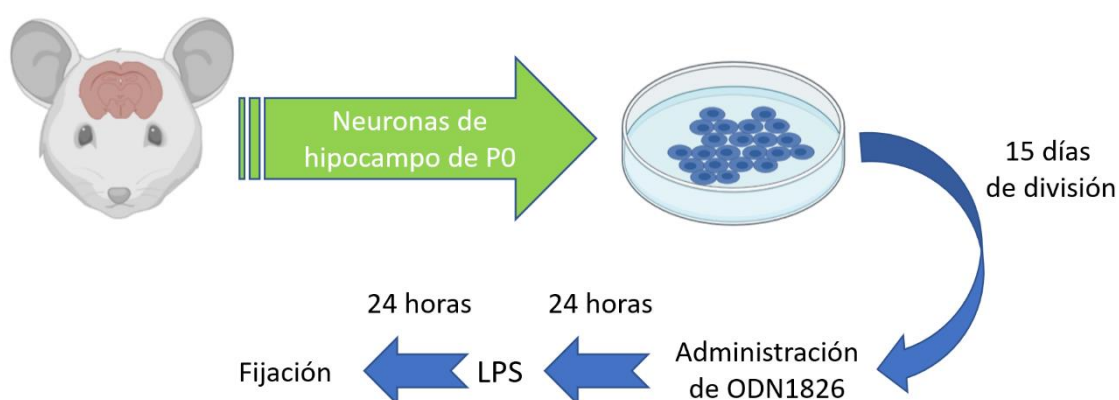 Neuronas de
hipocampo de P0
15 días
de división
Administración
de ODN1826
24 horas
LPS
24 horas
Fijación